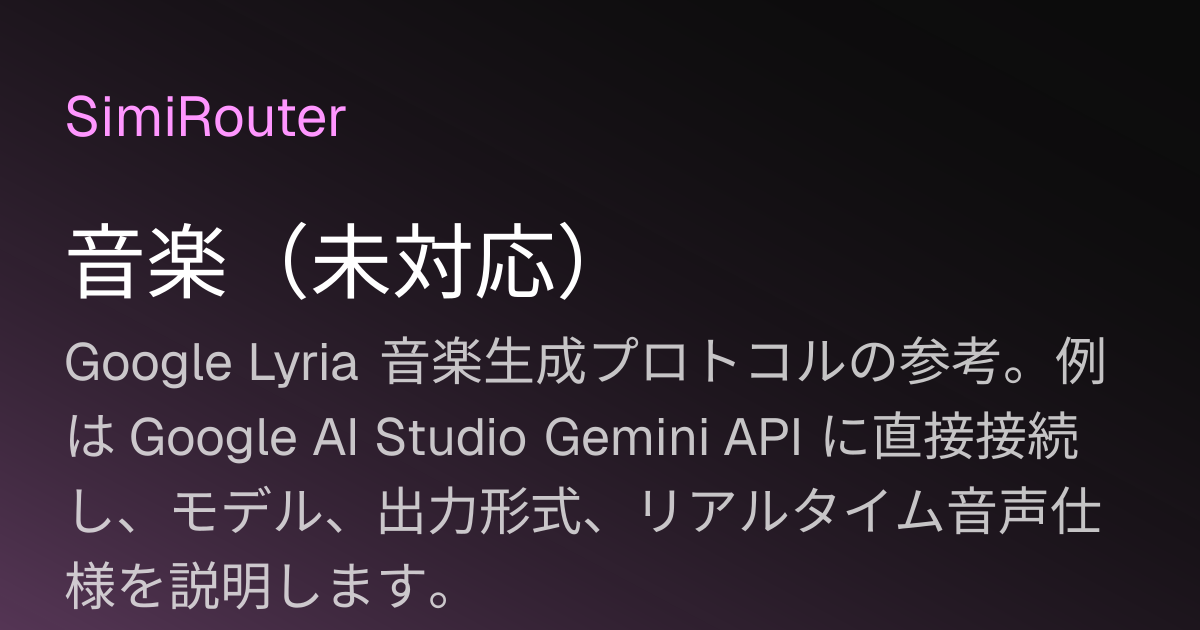 SimiRouter
音楽（未対応）
Google Lyria 音楽生成プロトコルの参考。例
は Google AI Studio Gemini API に直接接続
し、モデル、出力形式、リアルタイム音声仕
様を説明します。